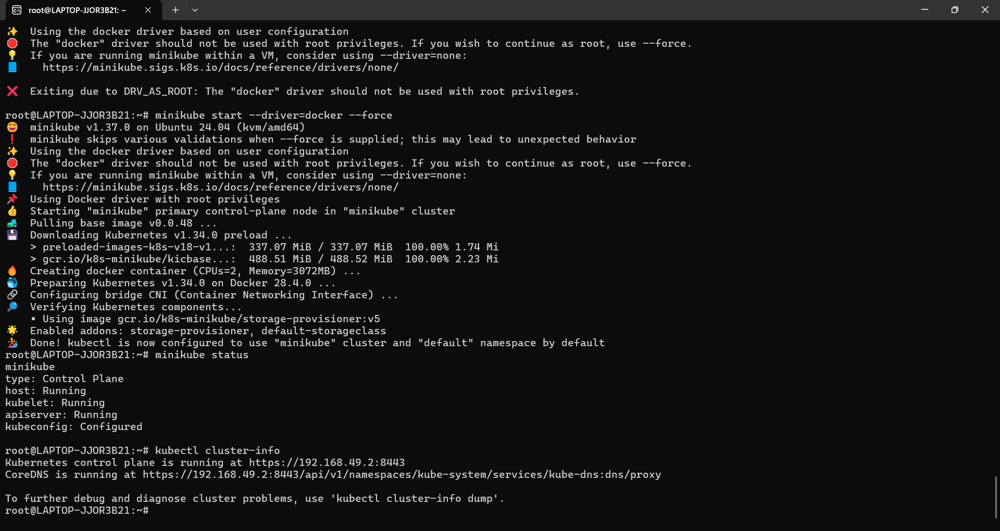 root@LAPTOP-JJOR3B21: ~
Using the docker driver based on user configuration
The "docker" driver should not be used with root privileges. If you wish to continue as root, use --force.
If you are running minikube within a VM, consider using --driver=none:
https://minikube.sigs.k8s.io/docs/reference/drivers/none/
Exiting due to DRV_AS_ROOT: The "docker" driver should not be used with root privileges.
root@LAPTOP-JJOR3B21:~# minikube start --driver=docker --force
minikube v1.37.0 on Ubuntu 24.04 (kvm/amd64)
minikube skips various validations when --force is supplied; this may lead to unexpected behavior
Using the docker driver based on user configuration
The "docker" driver should not be used with root privileges. If you wish to continue as root, use --force.
If you are running minikube within a VM, consider using --driver=none:
https://minikube.sigs.k8s.io/docs/reference/drivers/none/
Using Docker driver with root privileges
Starting "minikube" primary control-plane node in "minikube" cluster
Pulling base image v0.0.48 ...
Downloading Kubernetes v1.34.0 preload ...
> preloaded-images-k8s-v18-v1...:  337.07 MiB / 337.07 MiB  100.00% 1.74 Mi
> gcr.io/k8s-minikube/kicbase...:  488.51 MiB / 488.52 MiB  100.00% 2.23 Mi
Creating docker container (CPUs=2, Memory=3072MB) ...
Preparing Kubernetes v1.34.0 on Docker 28.4.0 ...
Configuring bridge CNI (Container Networking Interface) ...
Verifying Kubernetes components...
▪ Using image gcr.io/k8s-minikube/storage-provisioner:v5
Enabled addons: storage-provisioner, default-storageclass
Done! kubectl is now configured to use "minikube" cluster and "default" namespace by default
root@LAPTOP-JJOR3B21:~# minikube status
minikube
type: Control Plane
host: Running
kubelet: Running
apiserver: Running
kubeconfig: Configured
root@LAPTOP-JJOR3B21:~# kubectl cluster-info
Kubernetes control plane is running at https://192.168.49.2:8443
CoreDNS is running at https://192.168.49.2:8443/api/v1/namespaces/kube-system/services/kube-dns:dns/proxy
To further debug and diagnose cluster problems, use 'kubectl cluster-info dump'.
root@LAPTOP-JJOR3B21:~#